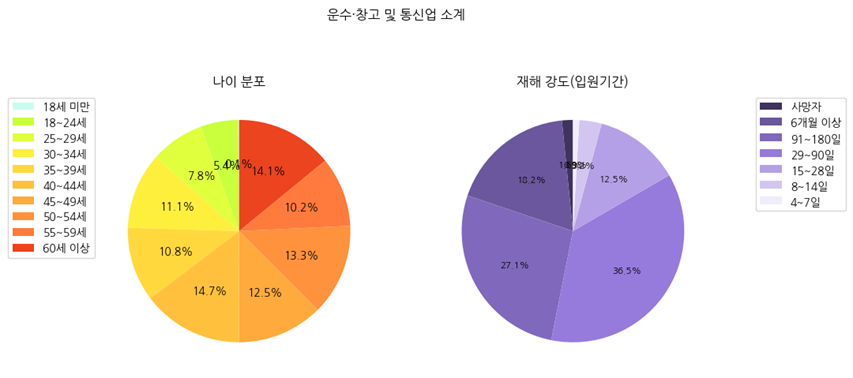 운수·창고 및 통신업 소계
나이 분포
18세 미만
18~24세
25~29세
30~34세
35~39세
40~44세
45~49세
50~54세
55~59세
60세 이상
5.4%
14.1%
7.8%
11.1%
10.2%
10.8%
13.3%
14.7%
12.5%
재해 강도(입원기간)
18.2%
12.5%
27.1%
36.5%
사망자
6개월 이상
91~180일
29~90일
15~28일
8~14일
4~7일